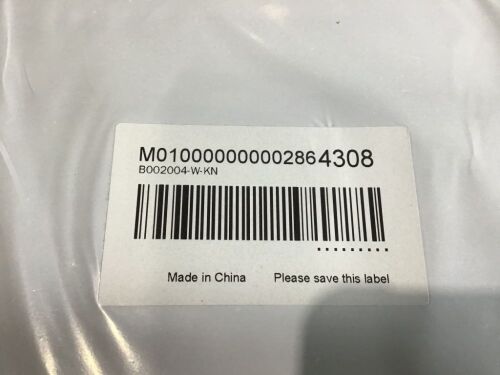 M010000000002864308
B002004-W-KN
Made in China Please save this label